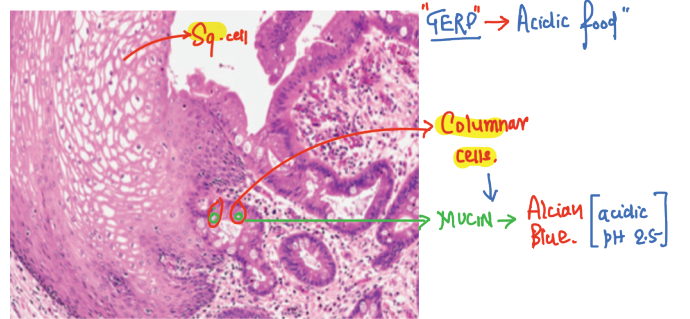 "GERD" → Acidic food"
Sq. cell
Columnar
cells.
MUCIN → Alcian
Blue.
[acidic
pH 2.5]